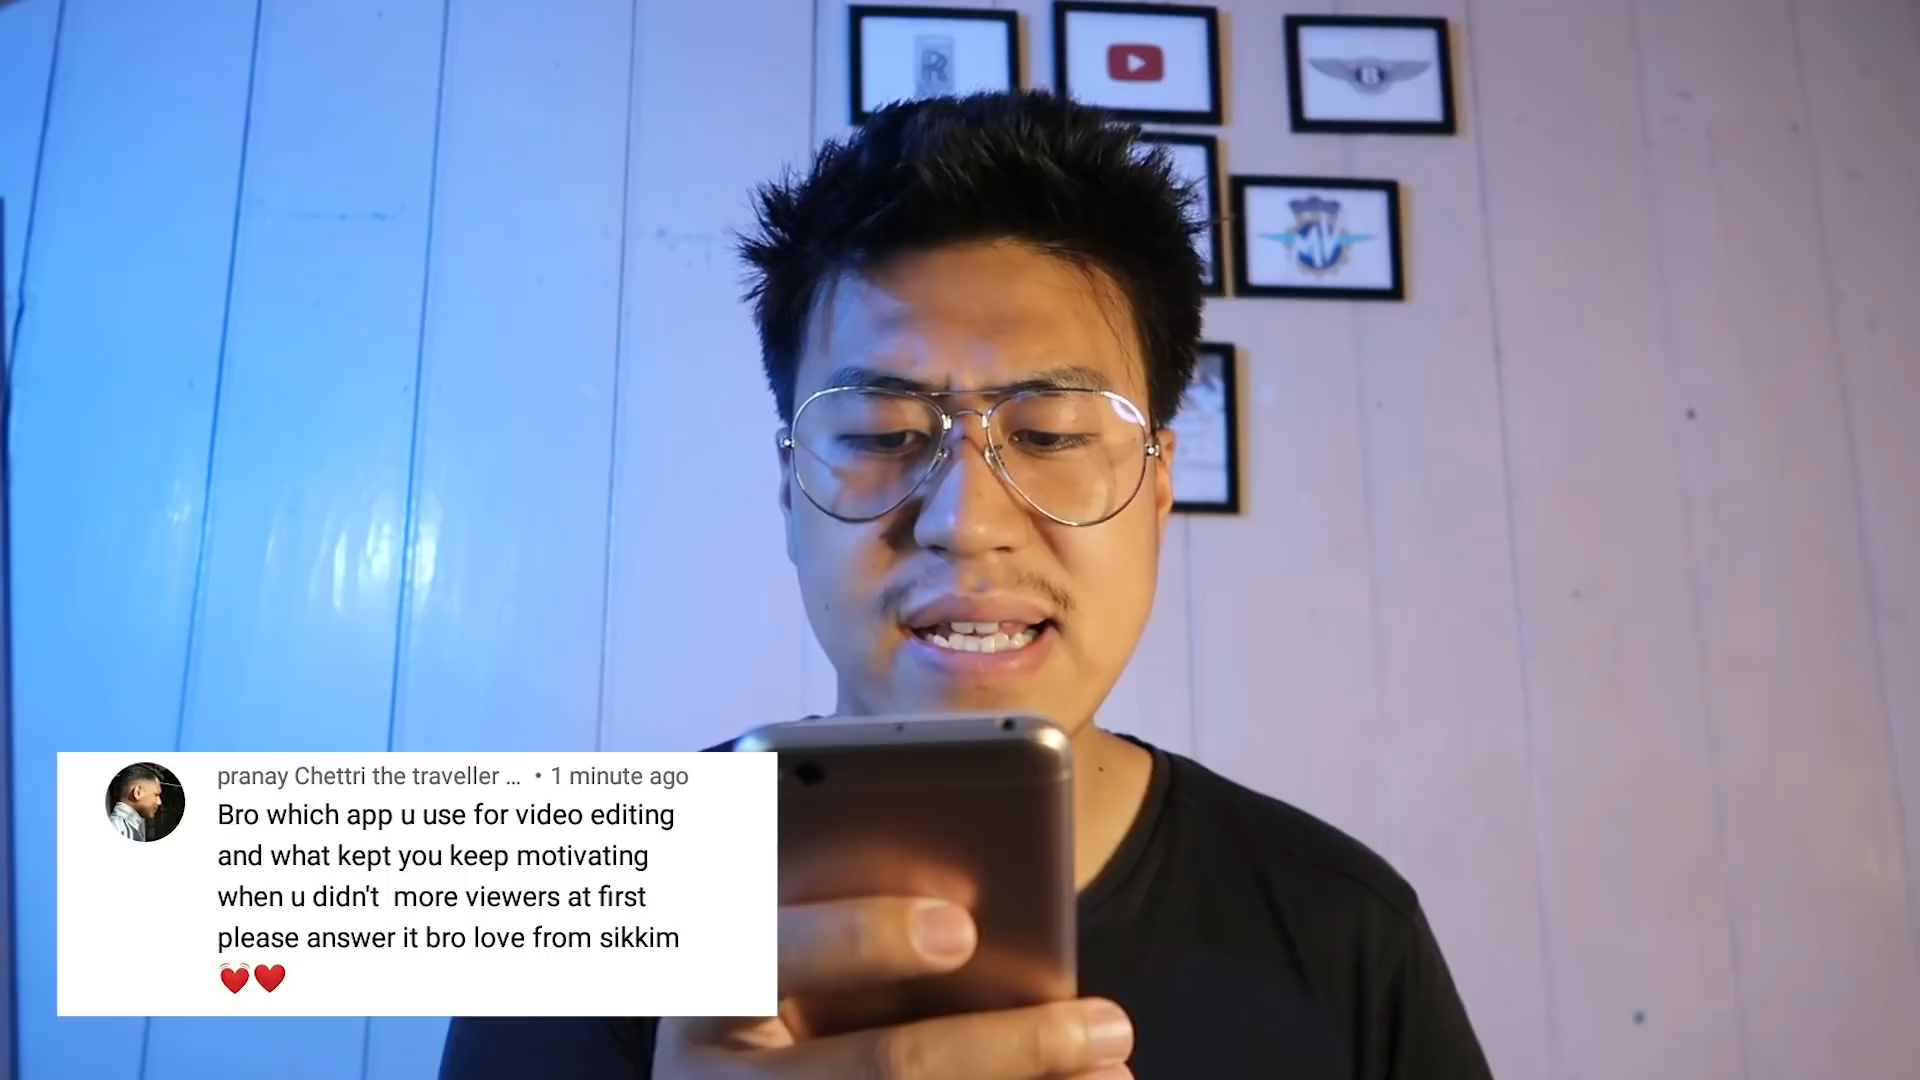 R
B
MV
pranay Chettri the traveller ... • 1 minute ago
Bro which app u use for video editing
and what kept you keep motivating
when u didn't  more viewers at first
please answer it bro love from sikkim
💓❤️